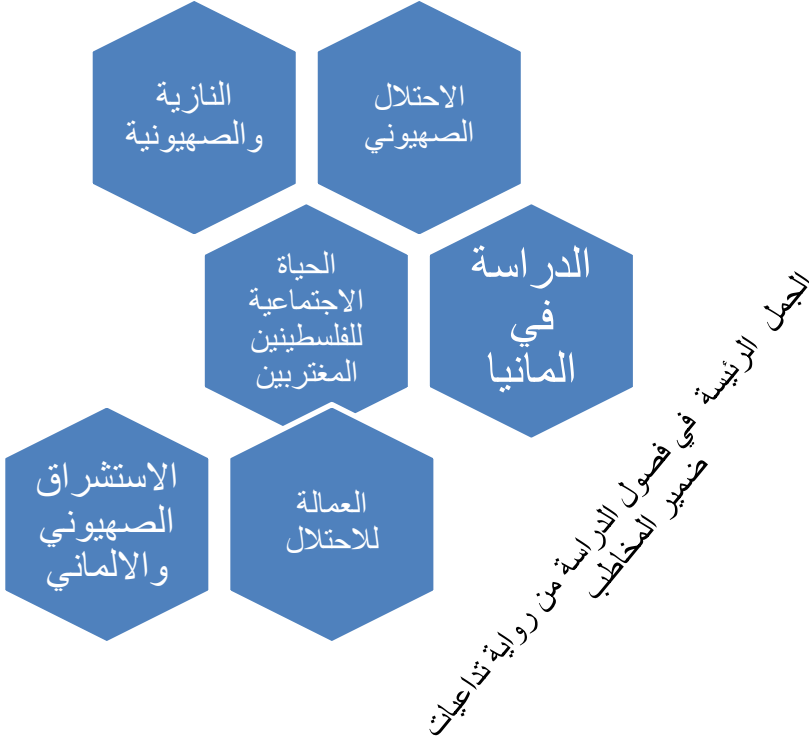 الاحتلال
الصهيوني
النازية
والصهيونية
الدراسة
في
المانيا
الحياة
الاجتماعية
للفلسطينين
المغتربين
العمالة
للاحتلال
الاستشراق
الصهيوني
والالماني
الجمل الرئيسة في فصول الدراسة من رواية تداعيات
ضمير المخاطب